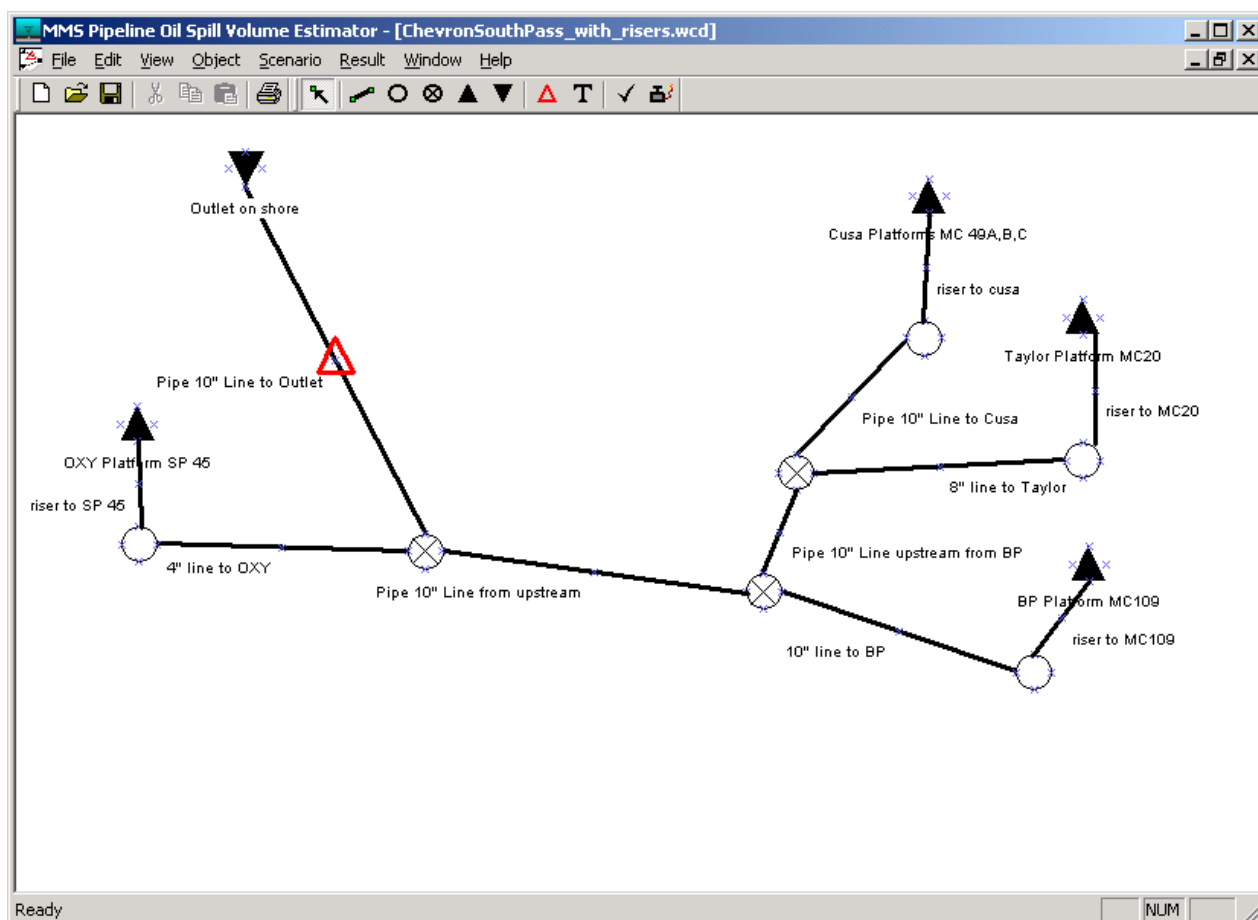 MMS Pipeline Oil Spill Volume Estimator - [ChevronSouthPass_with_risers.wcd]
File Edit View Object Scenario Result Window Help
T
Outlet on shore
Cusa Platforms MC 49A,B,C
riser to cusa
Taylor Platform MC20
Pipe 10" Line to Outlet
riser to MC20
Pipe 10" Line to Cusa
OXY Platform SP 45
8" line to Taylor
riser to SP 45
Pipe 10" Line upstream from BP
4" line to OXY
Pipe 10" Line from upstream
BP Platform MC109
riser to MC109
10" line to BP
Ready
NUM